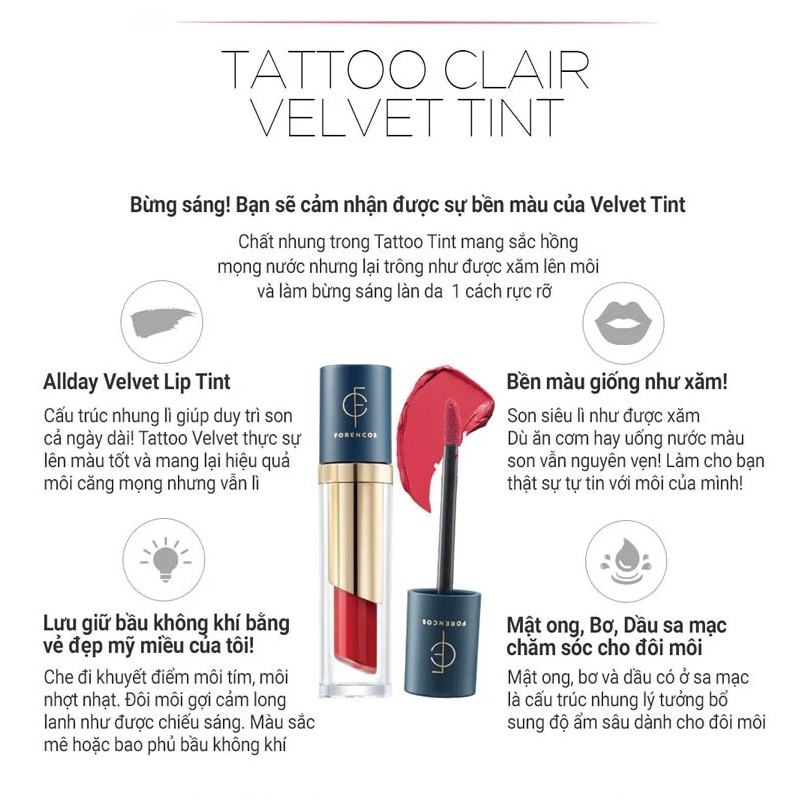 TATTOO CLAIR
VELVET TINT
Bừng sáng! Bạn sẽ cảm nhận được sự bền màu của Velvet Tint
Chất nhung trong Tattoo Tint mang sắc hồng
mọng nước nhưng lại trông như được xăm lên môi
và làm bừng sáng làn da 1 cách rực rỡ
Allday Velvet Lip Tint
Cấu trúc nhung lì giúp duy trì son
cả ngày dài! Tattoo Velvet thực sự
lên màu tốt và mang lại hiệu quả
môi căng mọng nhưng vẫn lì
Bền màu giống như xăm!
Son siêu lì như được xăm
Dù ăn cơm hay uống nước màu
son vẫn nguyên vẹn! Làm cho bạn
thật sự tự tin với môi của mình!
FORENCOS
FORENCOS
Lưu giữ bầu không khí bằng
vẻ đẹp mỹ miều của tôi!
Che đi khuyết điểm môi tím, môi
nhợt nhạt. Đôi môi gợi cảm long
lanh như được chiếu sáng. Màu sắc
mê hoặc bao phủ bầu không khí
Mật ong, Bơ, Dầu sa mạc
chăm sóc cho đôi môi
Mật ong, bơ và dầu có ở sa mạc
là cấu trúc nhung lý tưởng bổ
sung độ ẩm sâu dành cho đôi môi